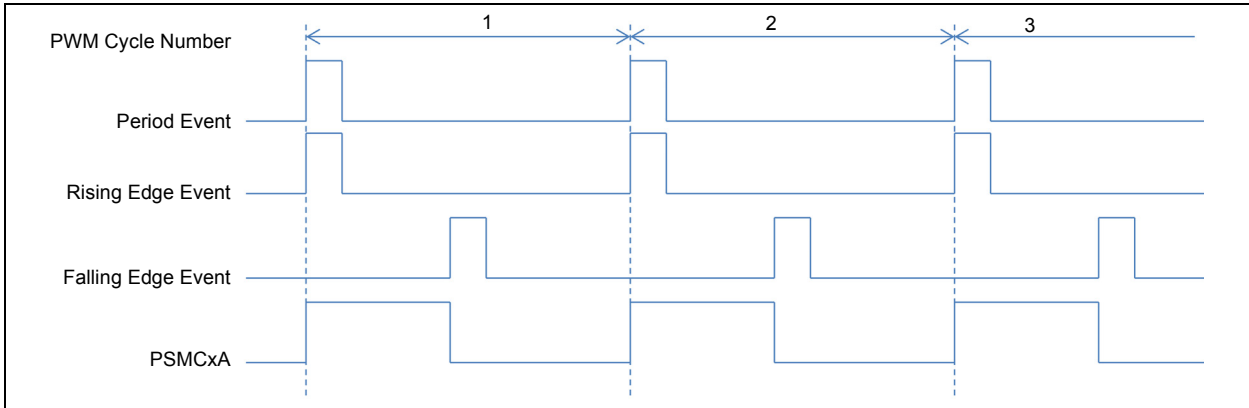 1 2 3
PWM Cycle Number
Period Event
Rising Edge Event
Falling Edge Event
PSMCxA